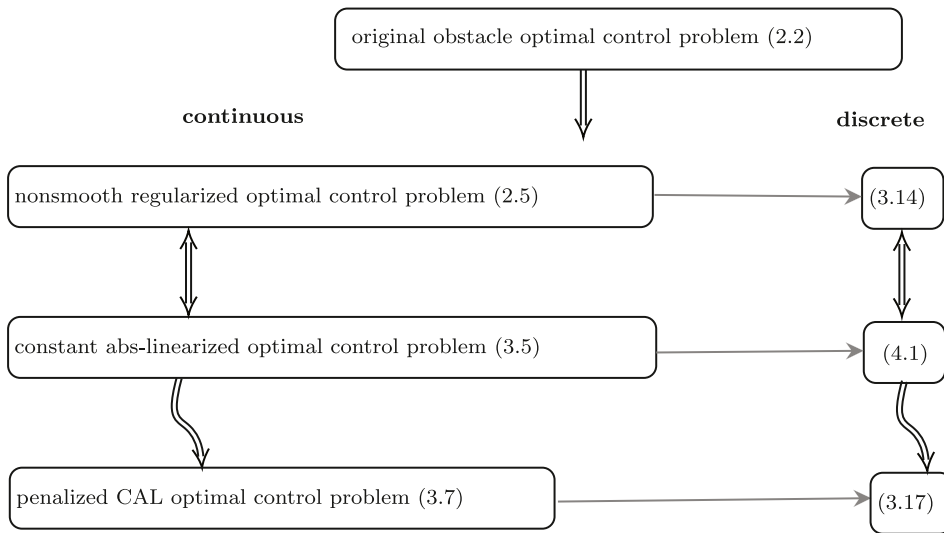 original obstacle optimal control problem (2.2)
continuous
discrete
nonsmooth regularized optimal control problem (2.5)
(3.14)
constant abs-linearized optimal control problem (3.5)
(4.1)
penalized CAL optimal control problem (3.7)
(3.17)